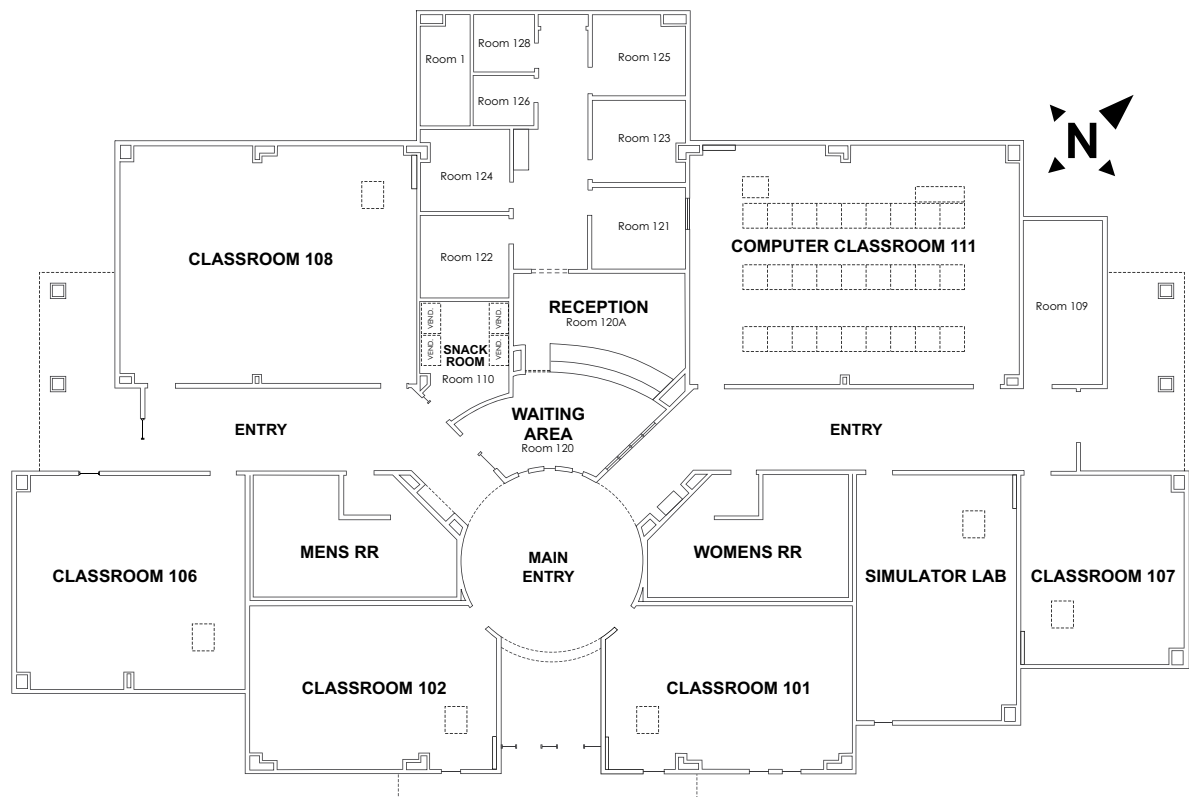 Room 128
Room 125
Room 1
Room 126
N
Room 123
Room 124
Room 121
COMPUTER CLASSROOM 111
CLASSROOM 108
Room 122
RECEPTION
Room 120A
Room 109
VEND.
VEND.
VEND.
VEND.
SNACK
ROOM
Room 110
WAITING
AREA
Room 120
ENTRY
ENTRY
MENS RR
MAIN
ENTRY
WOMENS RR
CLASSROOM 106
SIMULATOR LAB
CLASSROOM 107
CLASSROOM 102
CLASSROOM 101